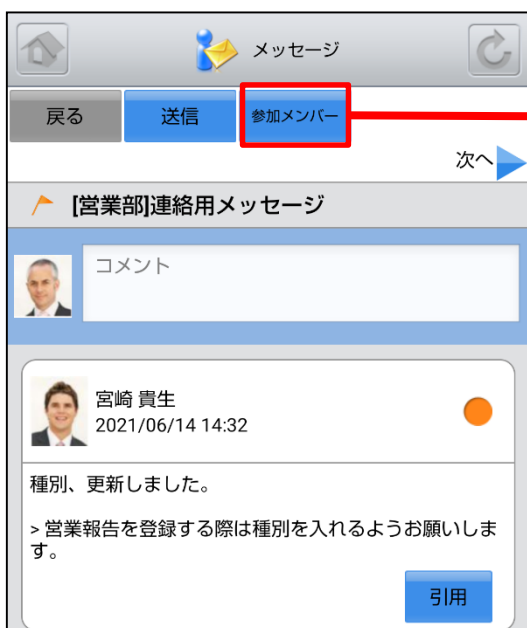 メッセージ
戻る 送信 参加メンバー
次へ
[営業部]連絡用メッセージ
コメント
宮崎 貴生
2021/06/14 14:32
種別、更新しました。
> 営業報告を登録する際は種別を入れるようお願いしま
す。
引用